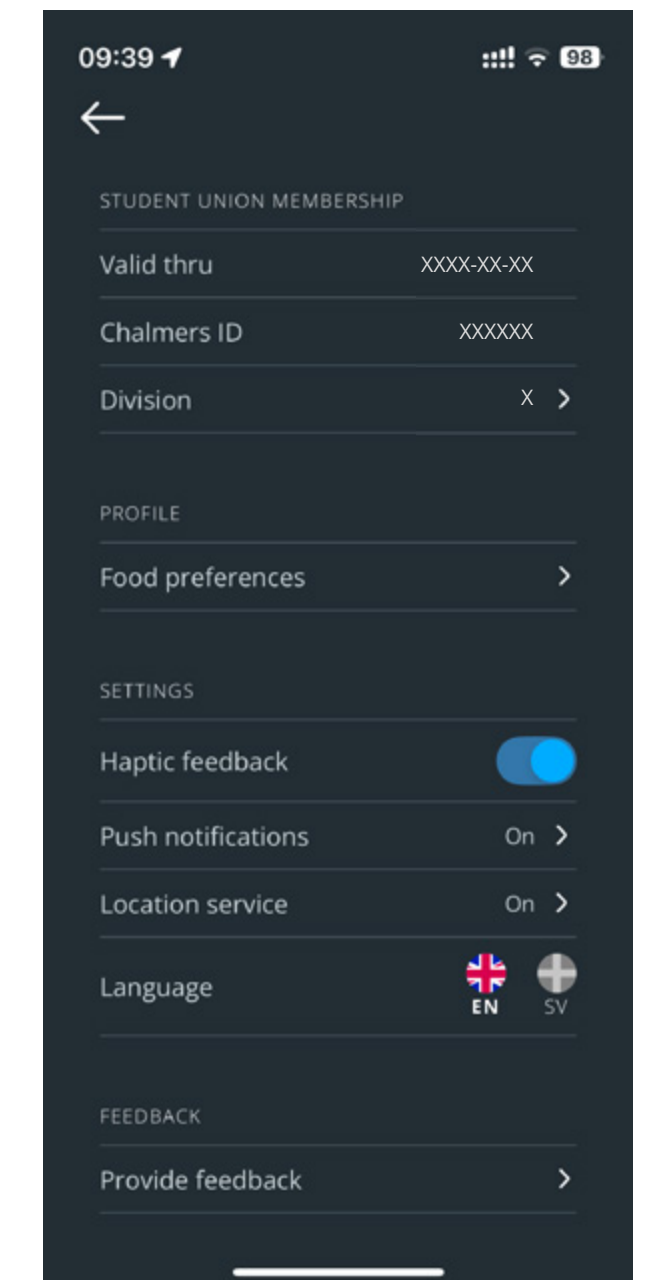 09:39 98
STUDENT UNION MEMBERSHIP
Valid thru XXXX-XX-XX
Chalmers ID XXXXXX
Division X
PROFILE
Food preferences
SETTINGS
Haptic feedback
Push notifications On
Location service On
Language EN SV
FEEDBACK
Provide feedback